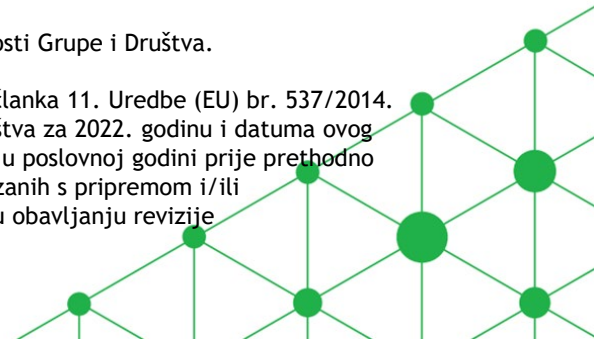 osti Grupe i Društva.
članka 11. Uredbe (EU) br. 537/2014.
štva za 2022. godinu i datuma ovog
u poslovnoj godini prije prethodno
zanih s pripremom i/ili
u obavljanju revizije